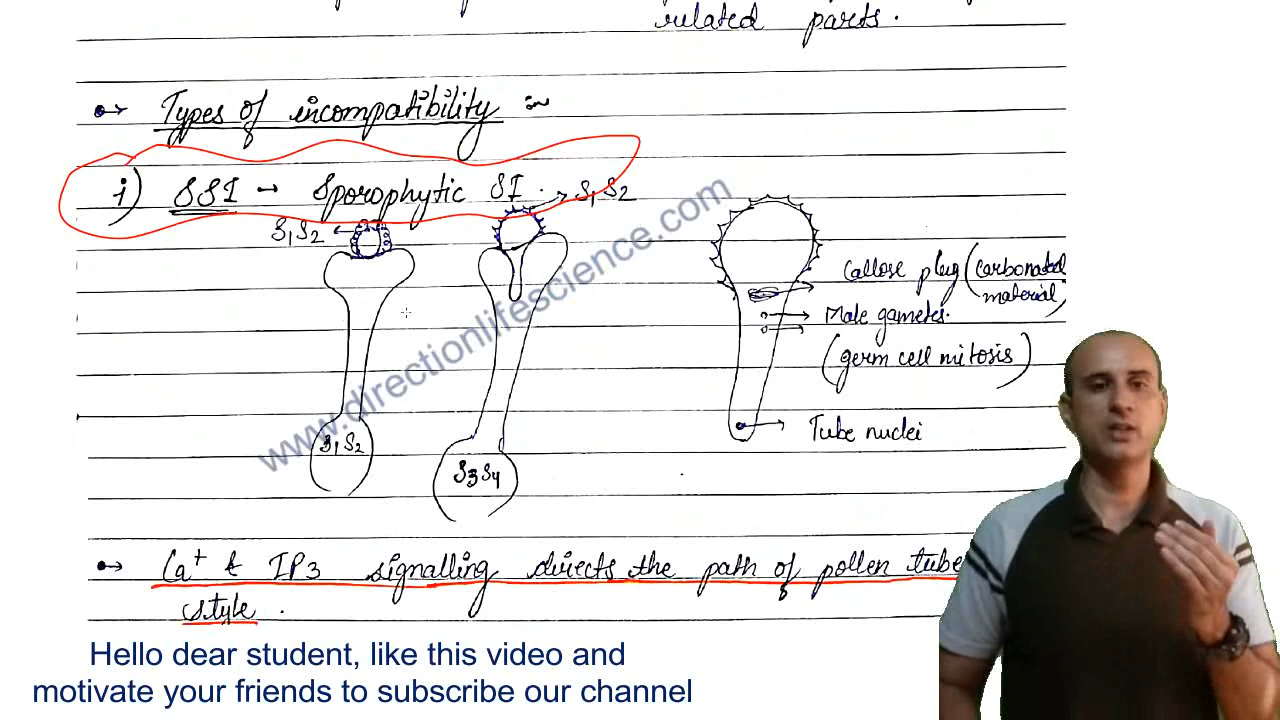 related parts.
Types of incompatibility :~
i) SSI → Sporophytic SI. → S1S2
S1S2 ←
Callose plug (carbonated
material)
Male gametes.
(germ cell mitosis)
Tube nuclei
S1S2
S3S4
www.directionlifescience.com
Ca+ & IP3 signalling directs the path of pollen tube
style.
Hello dear student, like this video and
motivate your friends to subscribe our channel